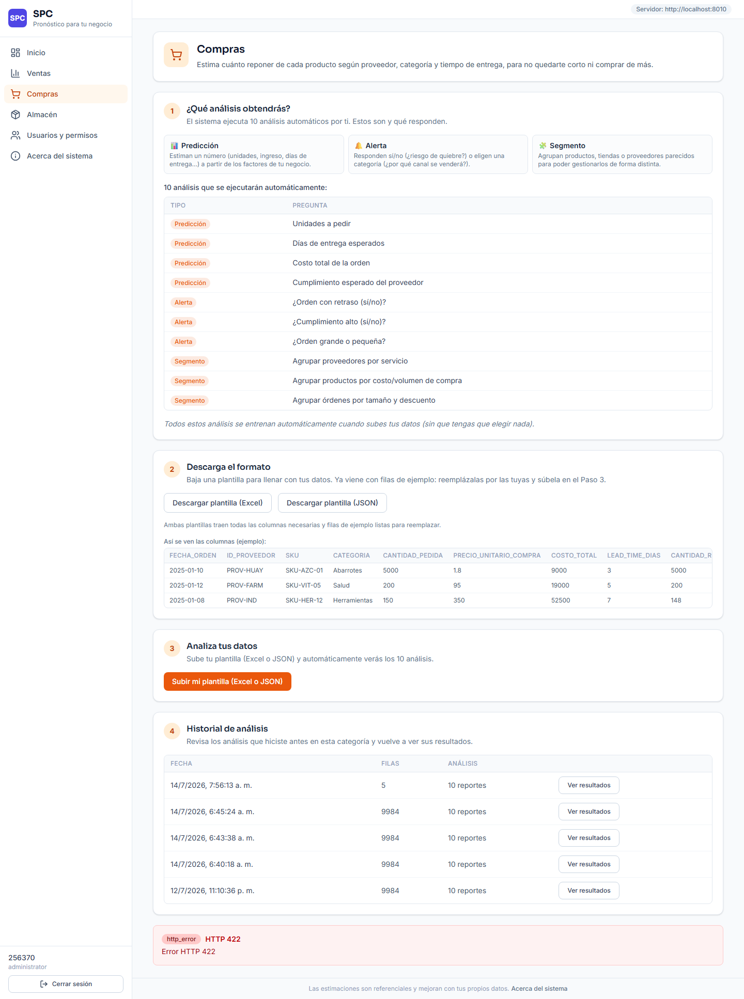 SPC
SPC
Pronóstico para tu negocio
Servidor: http://localhost:8010
Inicio
Ventas
Compras
Almacén
Usuarios y permisos
Acerca del sistema
Compras
Estima cuánto reponer de cada producto según proveedor, categoría y tiempo de entrega, para no quedarte corto ni comprar de más.
1
¿Qué análisis obtendrás?
El sistema ejecuta 10 análisis automáticos por ti. Estos son y qué responden.
Predicción
Estiman un número (unidades, ingreso, días de
entrega...) a partir de los factores de tu negocio.
Alerta
Responden sí/no (¿riesgo de quiebre?) o eligen una
categoría (¿por qué canal se venderá?).
Segmento
Agrupan productos, tiendas o proveedores parecidos
para poder gestionarlos de forma distinta.
10 análisis que se ejecutarán automáticamente:
TIPO PREGUNTA
Predicción Unidades a pedir
Predicción Días de entrega esperados
Predicción Costo total de la orden
Predicción Cumplimiento esperado del proveedor
Alerta ¿Orden con retraso (sí/no)?
Alerta ¿Cumplimiento alto (sí/no)?
Alerta ¿Orden grande o pequeña?
Segmento Agrupar proveedores por servicio
Segmento Agrupar productos por costo/volumen de compra
Segmento Agrupar órdenes por tamaño y descuento
Todos estos análisis se entrenan automáticamente cuando subes tus datos (sin que tengas que elegir nada).
2
Descarga el formato
Baja una plantilla para llenar con tus datos. Ya viene con filas de ejemplo: reemplázalas por las tuyas y súbela en el Paso 3.
Descargar plantilla (Excel) Descargar plantilla (JSON)
Ambas plantillas traen todas las columnas necesarias y filas de ejemplo listas para reemplazar.
Así se ven las columnas (ejemplo):
FECHA_ORDEN ID_PROVEEDOR SKU CATEGORIA CANTIDAD_PEDIDA PRECIO_UNITARIO_COMPRA COSTO_TOTAL LEAD_TIME_DIAS CANTIDAD_R
2025-01-10 PROV-HUAY SKU-AZC-01 Abarrotes 5000 1.8 9000 3 5000
2025-01-12 PROV-FARM SKU-VIT-05 Salud 200 95 19000 5 200
2025-01-08 PROV-IND SKU-HER-12 Herramientas 150 350 52500 7 148
3
Analiza tus datos
Sube tu plantilla (Excel o JSON) y automáticamente verás los 10 análisis.
Subir mi plantilla (Excel o JSON)
4
Historial de análisis
Revisa los análisis que hiciste antes en esta categoría y vuelve a ver sus resultados.
FECHA FILAS ANÁLISIS
14/7/2026, 7:56:13 a. m. 5 10 reportes Ver resultados
14/7/2026, 6:45:24 a. m. 9984 10 reportes Ver resultados
14/7/2026, 6:43:38 a. m. 9984 10 reportes Ver resultados
14/7/2026, 6:40:18 a. m. 9984 10 reportes Ver resultados
12/7/2026, 11:10:36 p. m. 9984 10 reportes Ver resultados
http_error HTTP 422
Error HTTP 422
256370
administrator
Cerrar sesión
Las estimaciones son referenciales y mejoran con tus propios datos. Acerca del sistema